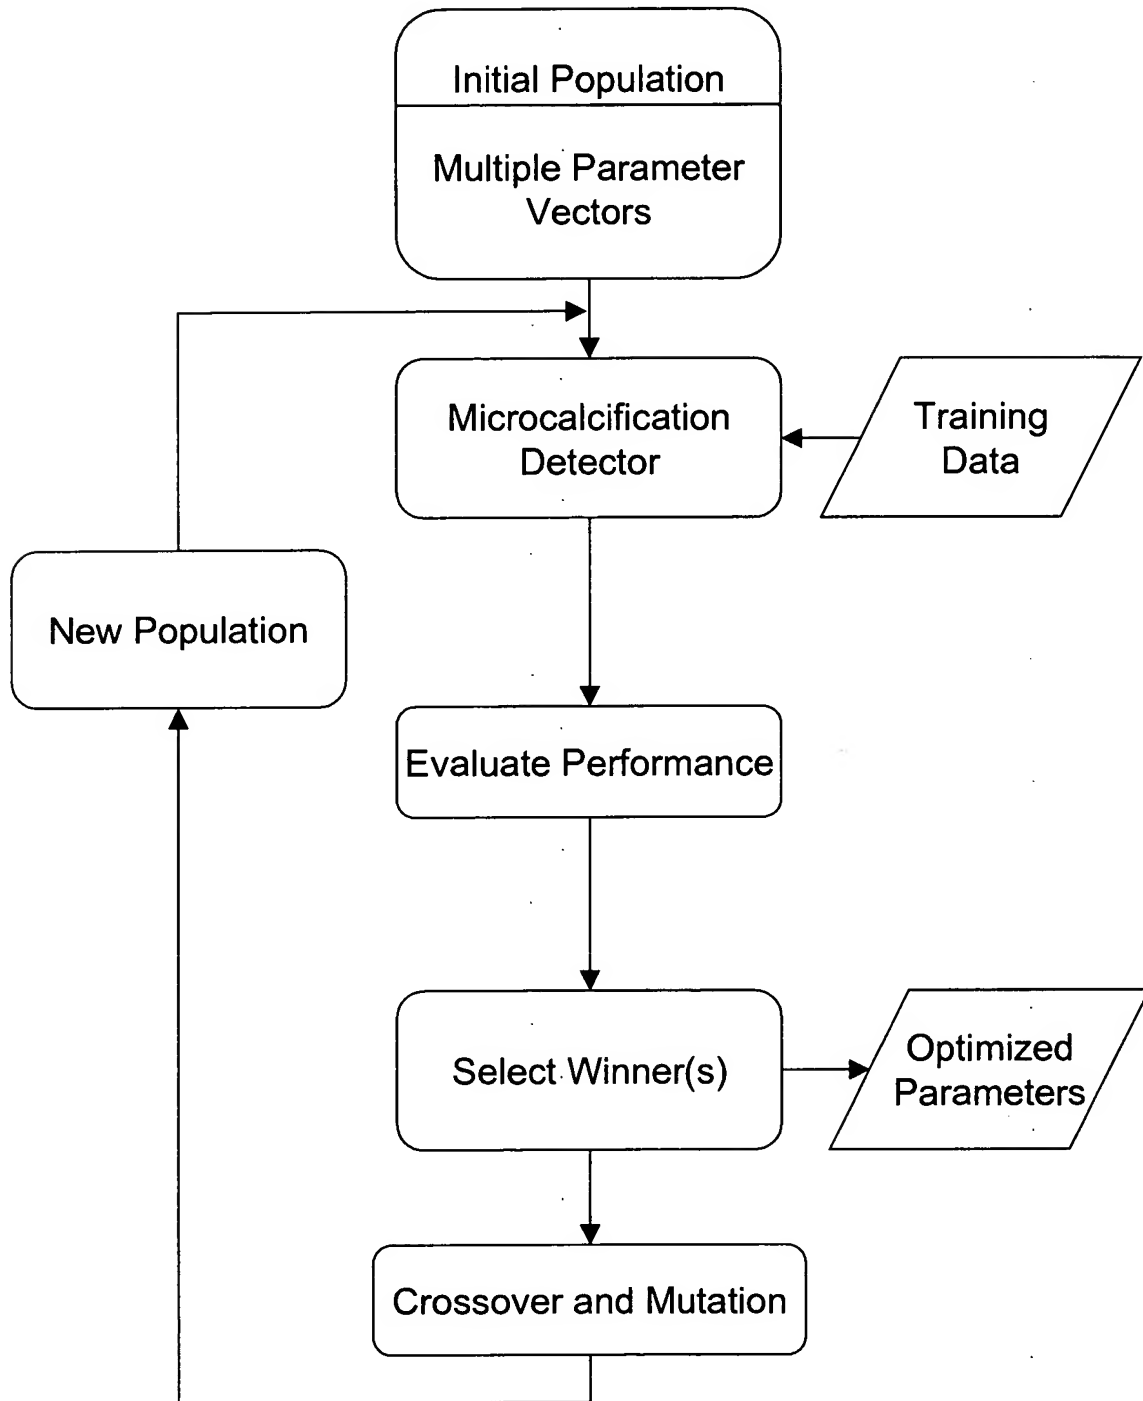 Initial Population
Multiple Parameter
Vectors
Microcalcification
Detector
Training
Data
New Population
Evaluate Performance
Select Winner(s)
Optimized
Parameters
Crossover and Mutation